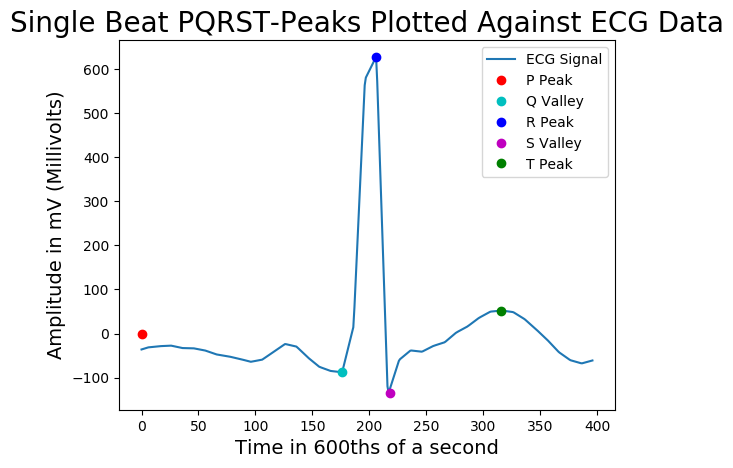 Single Beat PQRST-Peaks Plotted Against ECG Data
Amplitude in mV (Millivolts)
600
500
400
300
200
100
0
−100
ECG Signal
P Peak
Q Valley
R Peak
S Valley
T Peak
0 50 100 150 200 250 300 350 400
Time in 600ths of a second